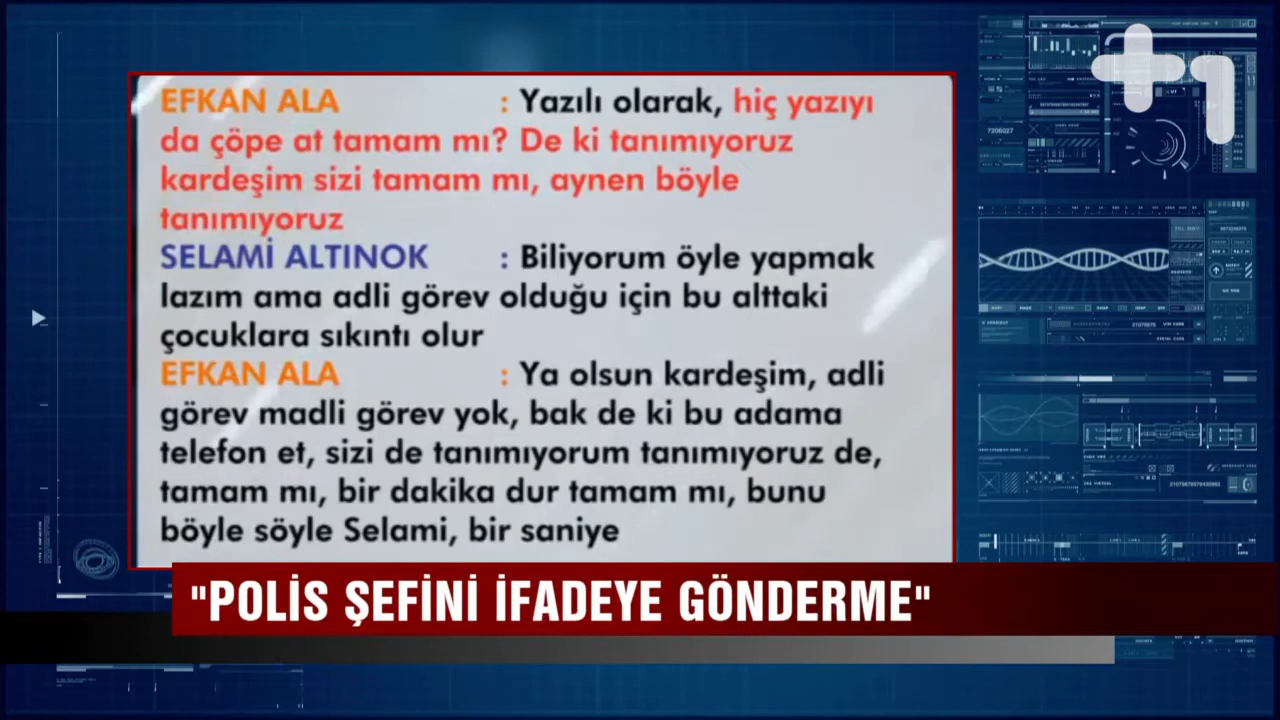 EFKAN ALA : Yazılı olarak, hiç yazıyı
da çöpe at tamam mı? De ki tanımıyoruz
kardeşim sizi tamam mı, aynen böyle
tanımıyoruz
SELAMİ ALTINOK : Biliyorum öyle yapmak
lazım ama adli görev olduğu için bu alttaki
çocuklara sıkıntı olur
EFKAN ALA : Ya olsun kardeşim, adli
görev madli görev yok, bak de ki bu adama
telefon et, sizi de tanımıyorum tanımıyoruz de,
tamam mı, bir dakika dur tamam mı, bunu
böyle söyle Selami, bir saniye
"POLİS ŞEFİNİ İFADEYE GÖNDERME"
+1
7206027